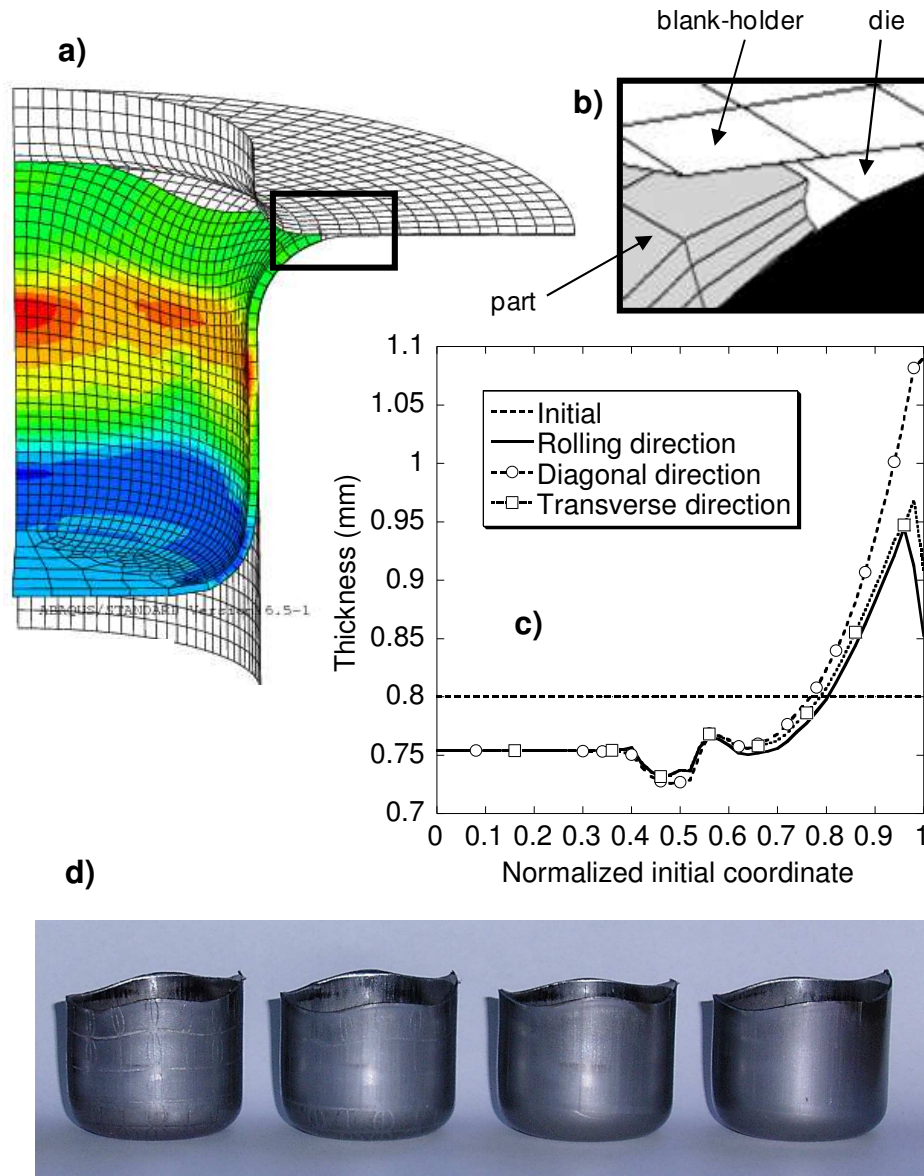 blank-holder
die
a)
b)
part
ABAQUS/STANDARD Version 6.5-1
1.1
1.05
1
0.95
0.9
0.85
0.8
0.75
0.7
Thickness (mm)
Initial
Rolling direction
Diagonal direction
Transverse direction
c)
0 0.1 0.2 0.3 0.4 0.5 0.6 0.7 0.8 0.9 1
Normalized initial coordinate
d)